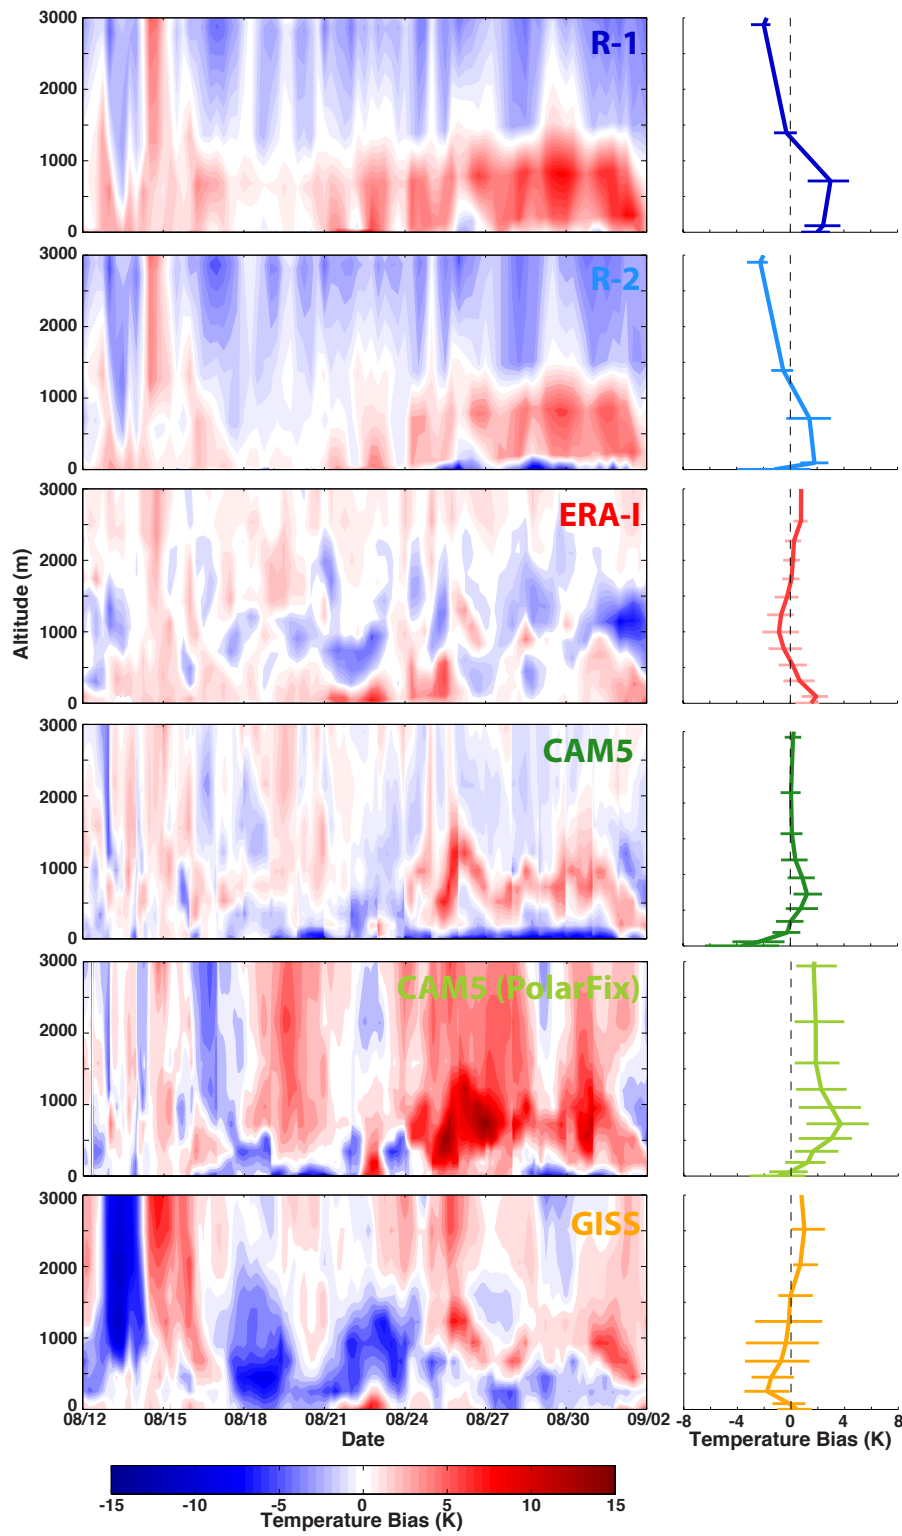 3000
2000
1000
0
R-1
3000
2000
1000
0
R-2
3000
2000
1000
0
ERA-I
Altitude (m)
3000
2000
1000
0
CAM5
3000
2000
1000
0
CAM5 (PolarFix)
3000
2000
1000
0
GISS
08/12 08/15 08/18 08/21 08/24 08/27 08/30 09/02
Date
-8 -4 0 4 8
Temperature Bias (K)
-15 -10 -5 0 5 10 15
Temperature Bias (K)